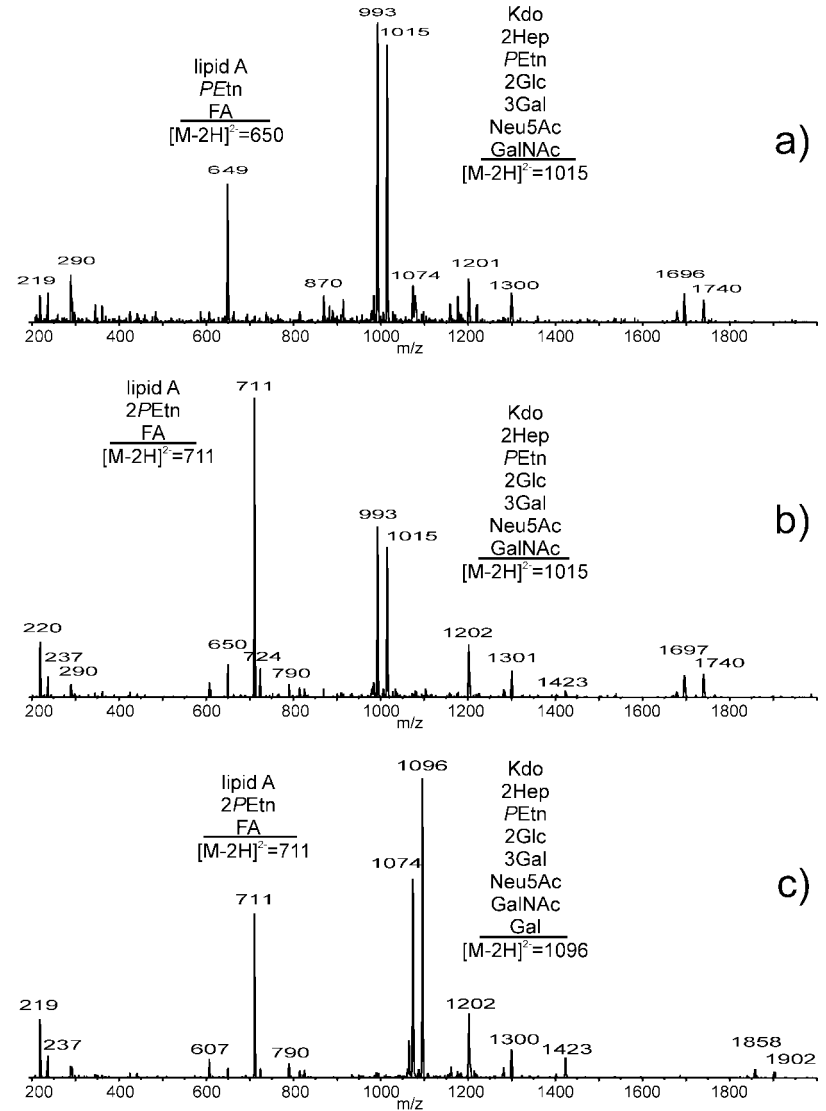 993
1015
lipid A
PEtn
FA
[M-2H]²⁻=650
Kdo
2Hep
PEtn
2Glc
3Gal
Neu5Ac
GalNAc
[M-2H]²⁻=1015
a)
649
219
290
870
1074
1201
1300
1696
1740
200 400 600 800 1000 1200 1400 1600 1800
m/z
lipid A
2PEtn
FA
[M-2H]²⁻=711
711
Kdo
2Hep
PEtn
2Glc
3Gal
Neu5Ac
GalNAc
[M-2H]²⁻=1015
b)
993
1015
220
237
290
650
724
790
1202
1301
1423
1697
1740
200 400 600 800 1000 1200 1400 1600 1800
m/z
lipid A
2PEtn
FA
[M-2H]²⁻=711
1096
Kdo
2Hep
PEtn
2Glc
3Gal
Neu5Ac
GalNAc
Gal
[M-2H]²⁻=1096
c)
1074
711
219
237
607
790
1202
1300
1423
1858
1902
200 400 600 800 1000 1200 1400 1600 1800
m/z